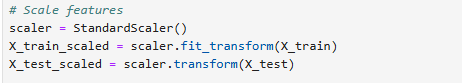 # Scale features
scaler = StandardScaler()
X_train_scaled = scaler.fit_transform(X_train)
X_test_scaled = scaler.transform(X_test)